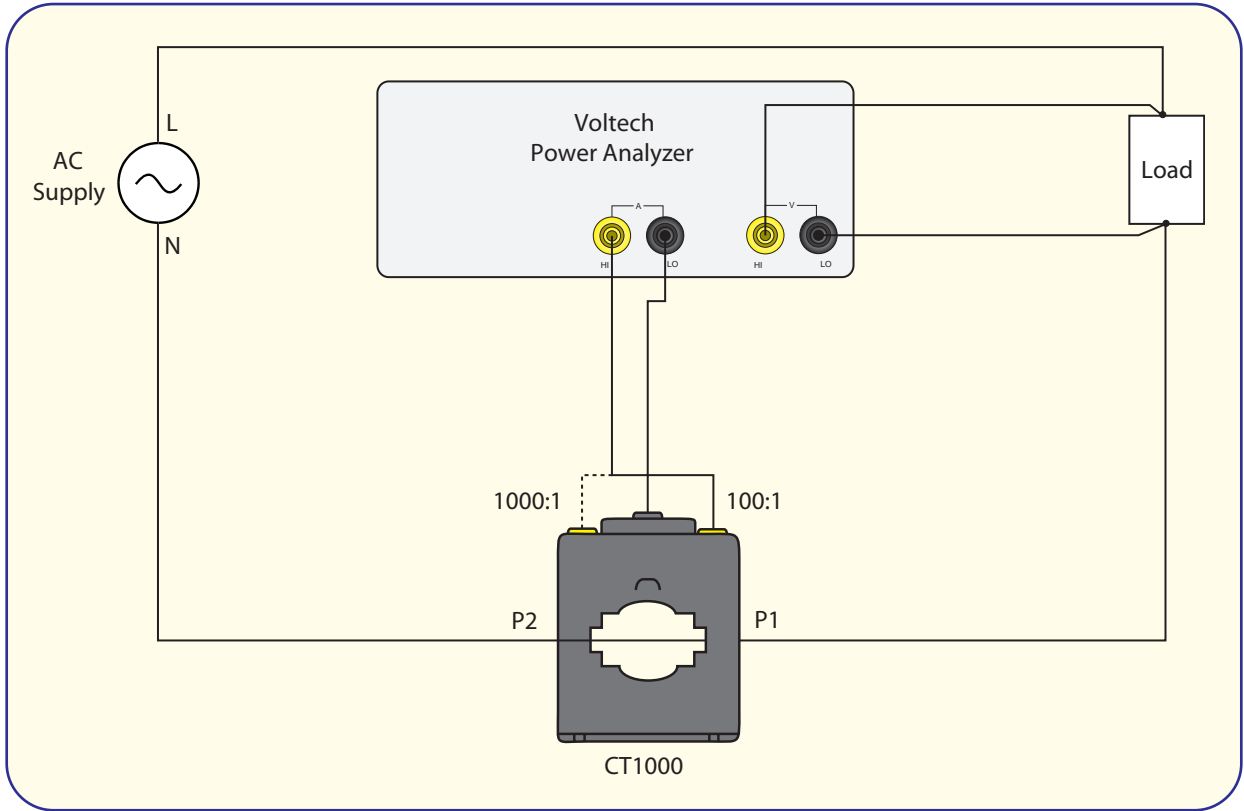 L
AC
Supply
N
Voltech
Power Analyzer
A
V
HI
LO
HI
LO
Load
1000:1
100:1
P2
P1
CT1000